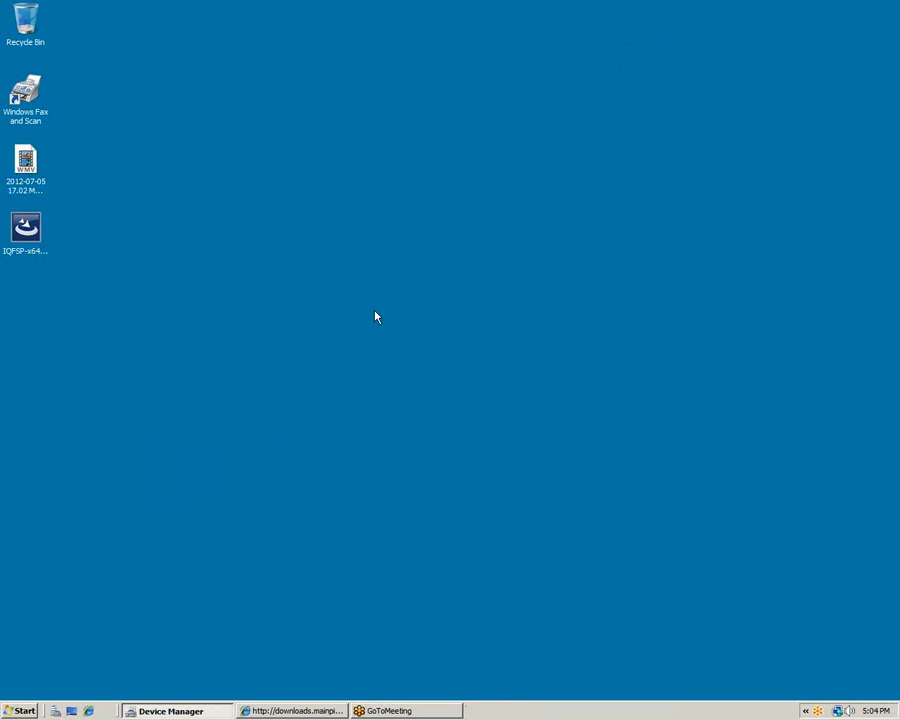 Recycle Bin
Windows Fax
and Scan
WMV
2012-07-05
17.02 M...
IQFSP-x64...
Start
Device Manager
http://downloads.mainpi...
GoToMeeting
«
5:04 PM